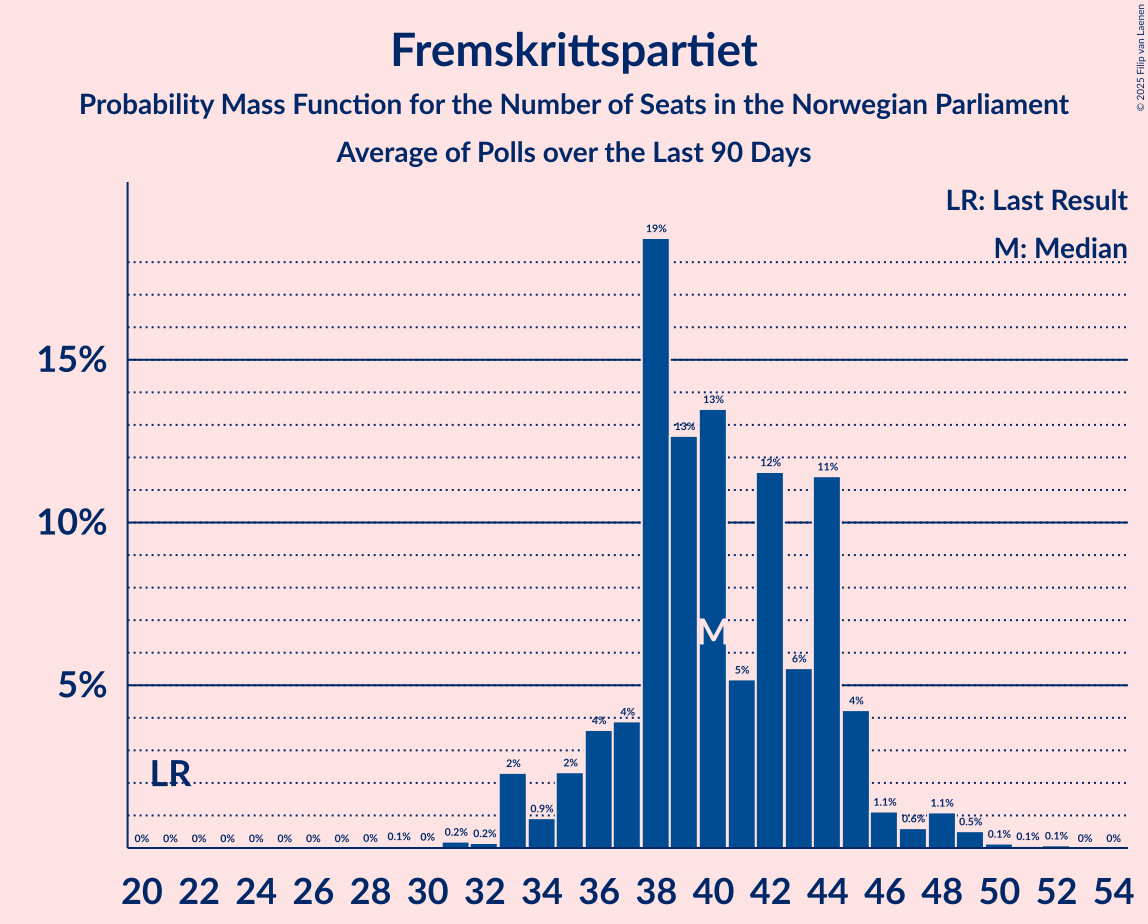 Fremskrittspartiet
Probability Mass Function for the Number of Seats in the Norwegian Parliament
Average of Polls over the Last 90 Days
© 2025 Filip van Laenen
LR: Last Result
M: Median
15%
10%
5%
LR
M
0% 0% 0% 0% 0% 0% 0% 0% 0% 0.1% 0% 0.2% 0.2% 2% 0.9% 2% 4% 4% 19% 13% 13% 5% 12% 6% 11% 4% 1.1% 0.6% 1.1% 0.5% 0.1% 0.1% 0.1% 0% 0%
20 22 24 26 28 30 32 34 36 38 40 42 44 46 48 50 52 54